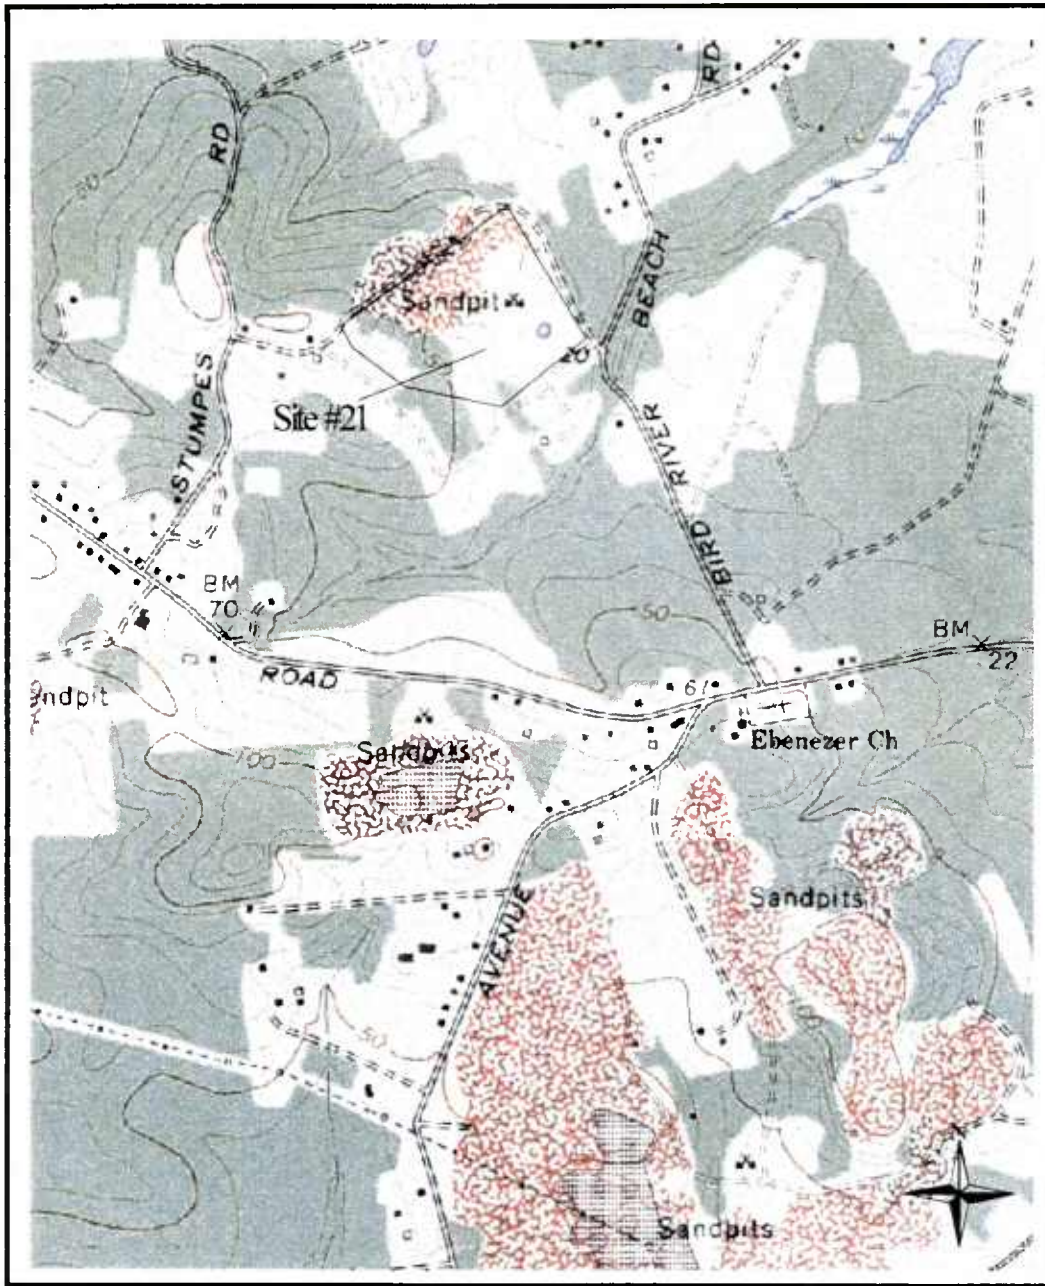 RD
RD
BEACH
Sandpit
20
Site #21
STUMPES
RIVER
BIRD
BM
70
50
BM
22
ROAD
61
ndpit
Sandpits
Ebenezer Ch
100
Sandpits
AVENUE
50
Sandpits